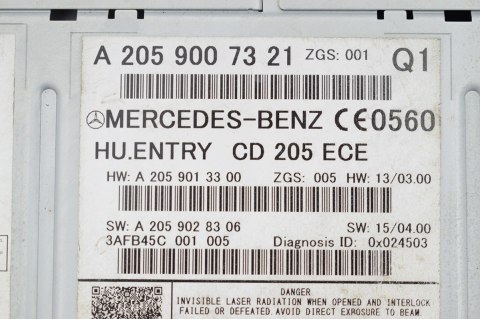 A 205 900 73 21 ZGS: 001 Q1
MERCEDES-BENZ CE0560
HU.ENTRY CD 205 ECE
HW: A 205 901 33 00 ZGS: 005 HW: 13/03.00
SW: A 205 902 83 06 SW: 15/04.00
3AFB45C 001 005 Diagnosis ID: 0x024503
DANGER
INVISIBLE LASER RADIATION WHEN OPENED AND INTERLOCK
FAILED OR DEFEATED.AVOID DIRECT EXPOSURE TO BEAM.